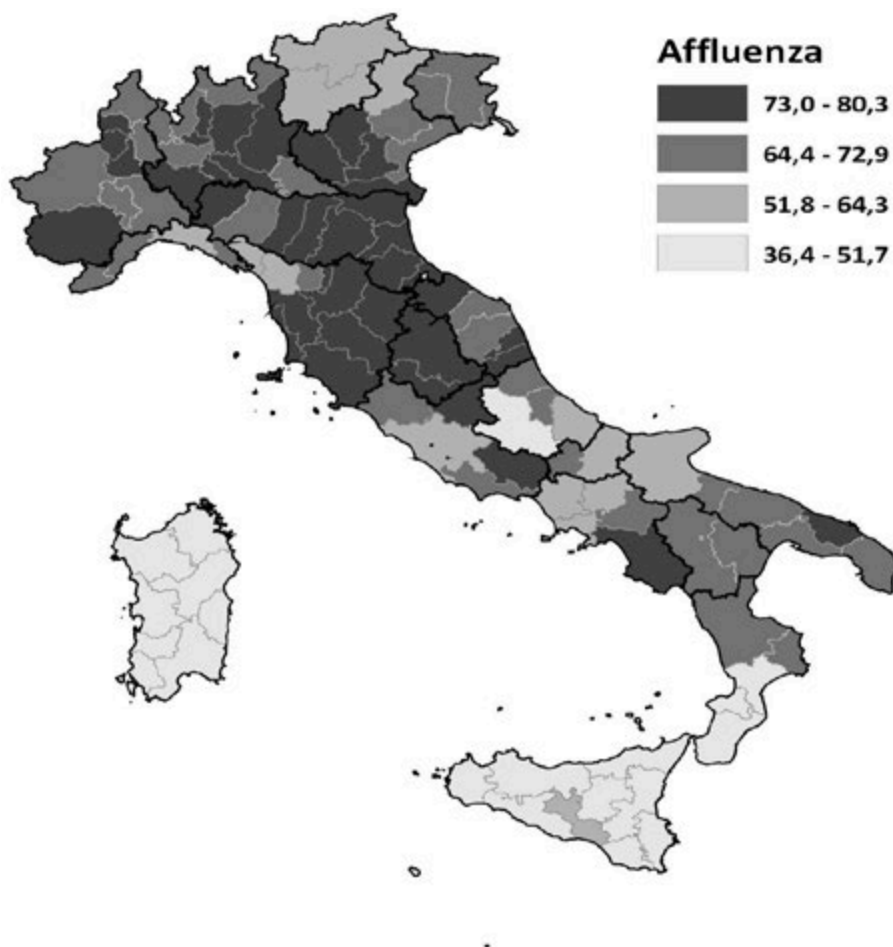 Affluenza
73,0 - 80,3
64,4 - 72,9
51,8 - 64,3
36,4 - 51,7